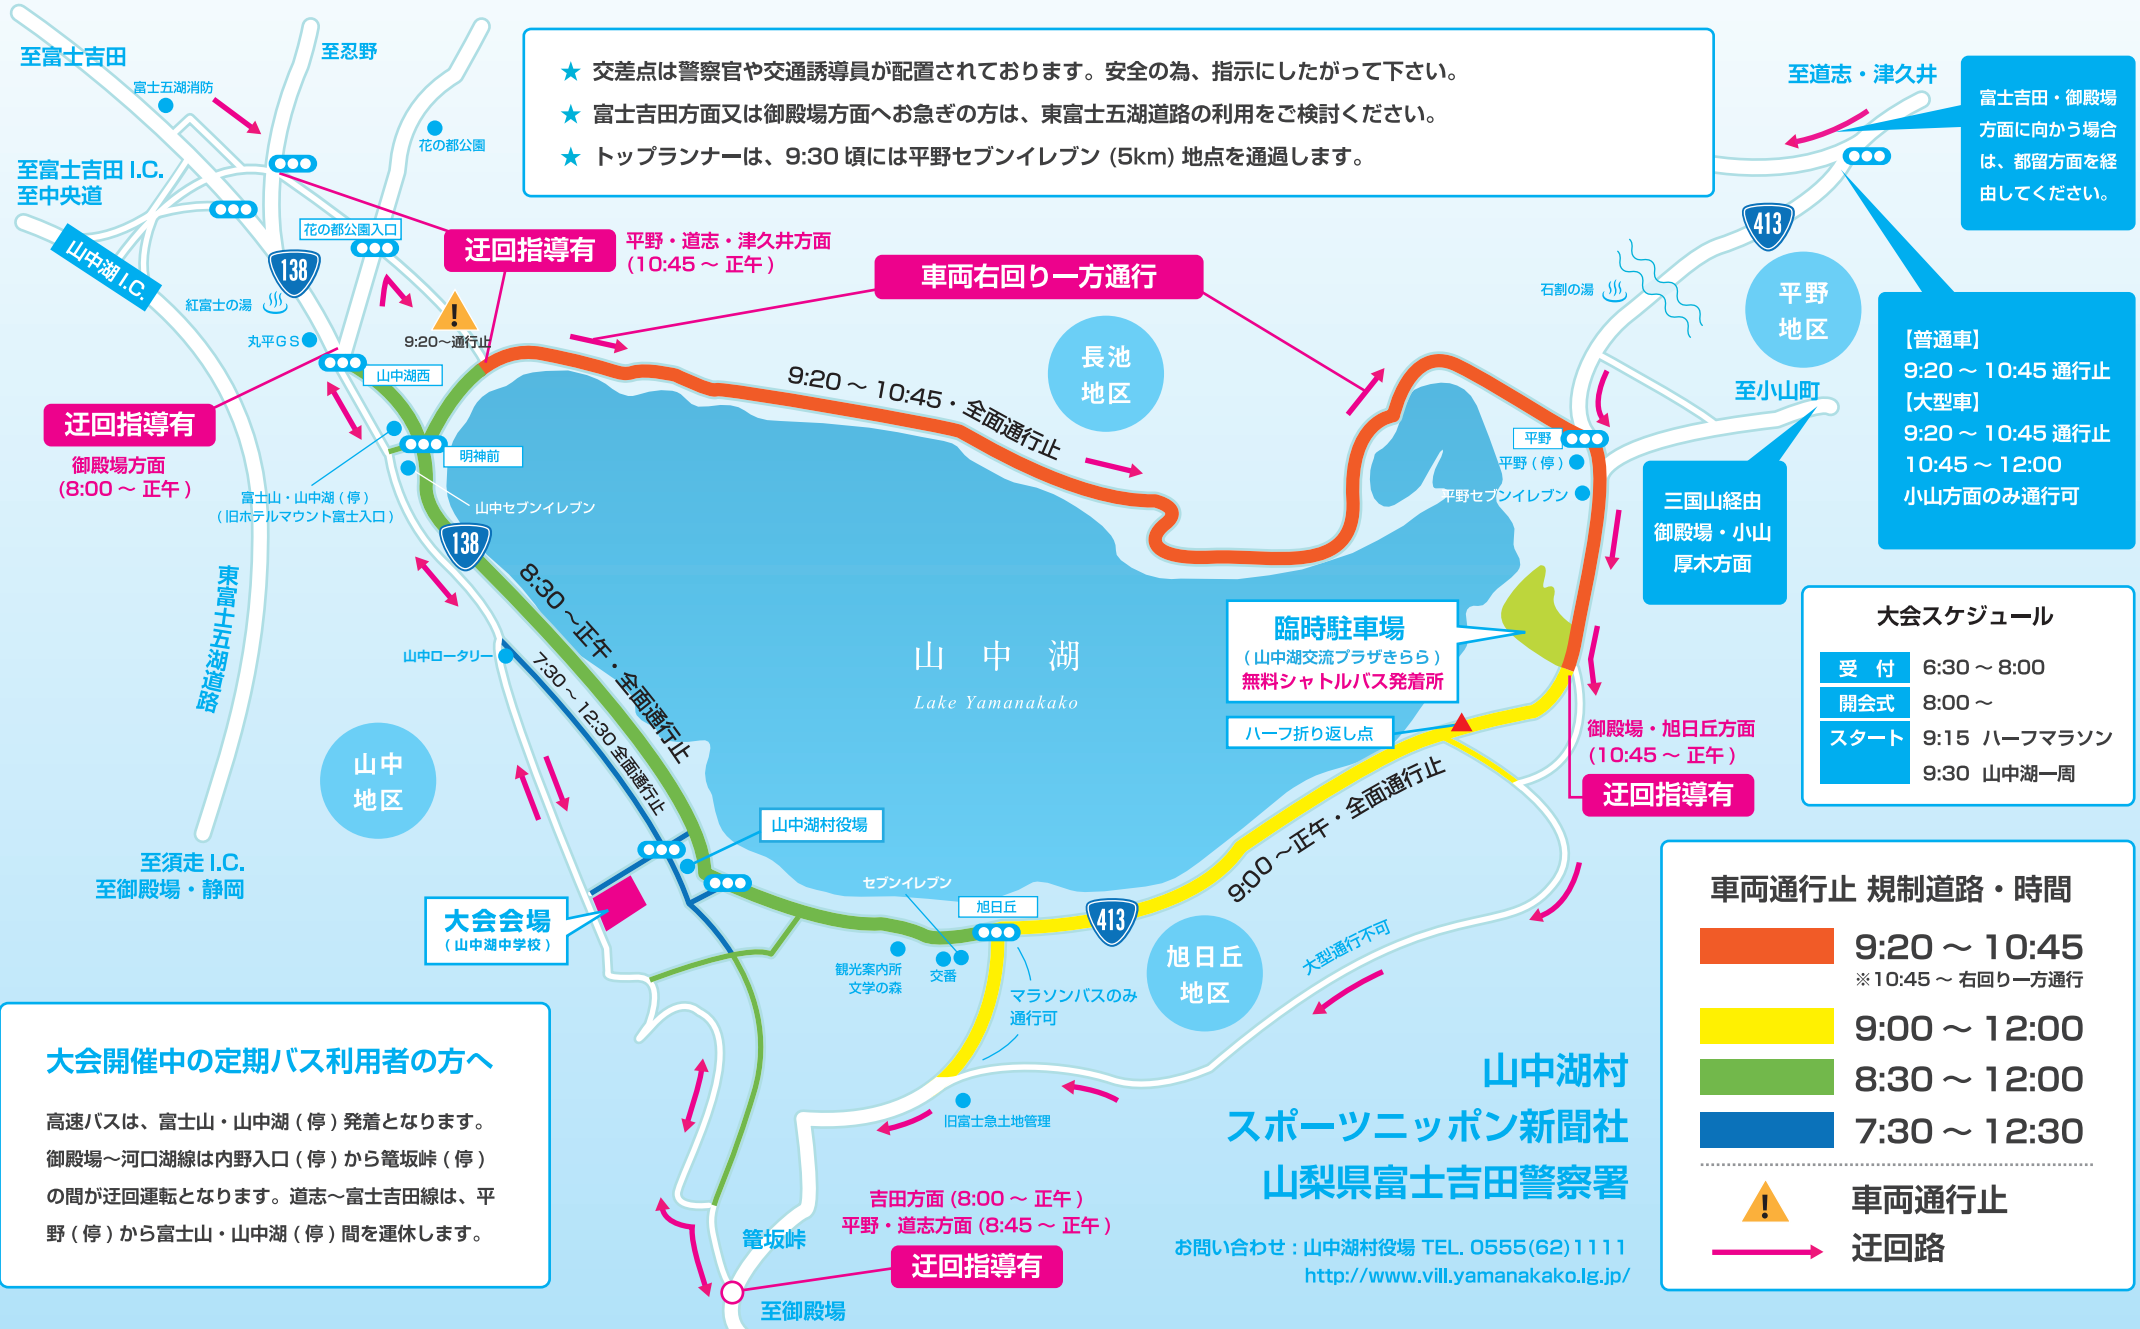 ★ 交差点は警察官や交通誘導員が配置されております。安全の為、指示にしたがって下さい。
★ 富士吉田方面又は御殿場方面へお急ぎの方は、東富士五湖道路の利用をご検討ください。
★ トップランナーは、9:30 頃には平野セブンイレブン (5km) 地点を通過します。
至富士吉田
富士五湖消防
至忍野
花の都公園
至富士吉田 I.C.
至中央道
山中湖 I.C.
花の都公園入口
138
紅富士の湯
丸平GS
9:20〜通行止
迂回指導有
平野・道志・津久井方面
(10:45 〜 正午 )
車両右回り一方通行
至道志・津久井
富士吉田・御殿場
方面に向かう場合
は、都留方面を経
由してください。
413
石割の湯
平野
地区
【普通車】
9:20 〜 10:45 通行止
【大型車】
9:20 〜 10:45 通行止
10:45 〜 12:00
小山方面のみ通行可
至小山町
三国山経由
御殿場・小山
厚木方面
長池
地区
9:20 〜 10:45・全面通行止
山中湖西
迂回指導有
御殿場方面
(8:00 〜 正午 )
明神前
富士山・山中湖 ( 停 )
( 旧ホテルマウント富士入口 )
山中セブンイレブン
138
平野
平野 ( 停 )
平野セブンイレブン
東富士五湖道路
8:30 〜正午・全面通行止
7:30 〜 12:30 全面通行止
山中ロータリー
山中湖
Lake Yamanakako
臨時駐車場
( 山中湖交流プラザきらら )
無料シャトルバス発着所
ハーフ折り返し点
御殿場・旭日丘方面
(10:45 〜 正午 )
迂回指導有
大会スケジュール
受 付 6:30 〜 8:00
開会式 8:00 〜
スタート 9:15 ハーフマラソン
9:30 山中湖一周
山中
地区
至須走 I.C.
至御殿場・静岡
山中湖村役場
大会会場
( 山中湖中学校 )
セブンイレブン
旭日丘
413
9:00 〜正午・全面通行止
旭日丘
地区
観光案内所
文学の森
交番
マラソンバスのみ
通行可
大型通行不可
旧富士急土地管理
車両通行止 規制道路・時間
9:20 〜 10:45
※10:45 〜 右回り一方通行
9:00 〜 12:00
8:30 〜 12:00
7:30 〜 12:30
車両通行止
迂回路
大会開催中の定期バス利用者の方へ
高速バスは、富士山・山中湖 ( 停 ) 発着となります。
御殿場〜河口湖線は内野入口 ( 停 ) から篭坂峠 ( 停 )
の間が迂回運転となります。道志〜富士吉田線は、平
野 ( 停 ) から富士山・山中湖 ( 停 ) 間を運休します。
山中湖村
スポーツニッポン新聞社
山梨県富士吉田警察署
吉田方面 (8:00 〜 正午 )
平野・道志方面 (8:45 〜 正午 )
迂回指導有
篭坂峠
至御殿場
お問い合わせ : 山中湖村役場 TEL. 0555(62)1111
http://www.vill.yamanakako.lg.jp/